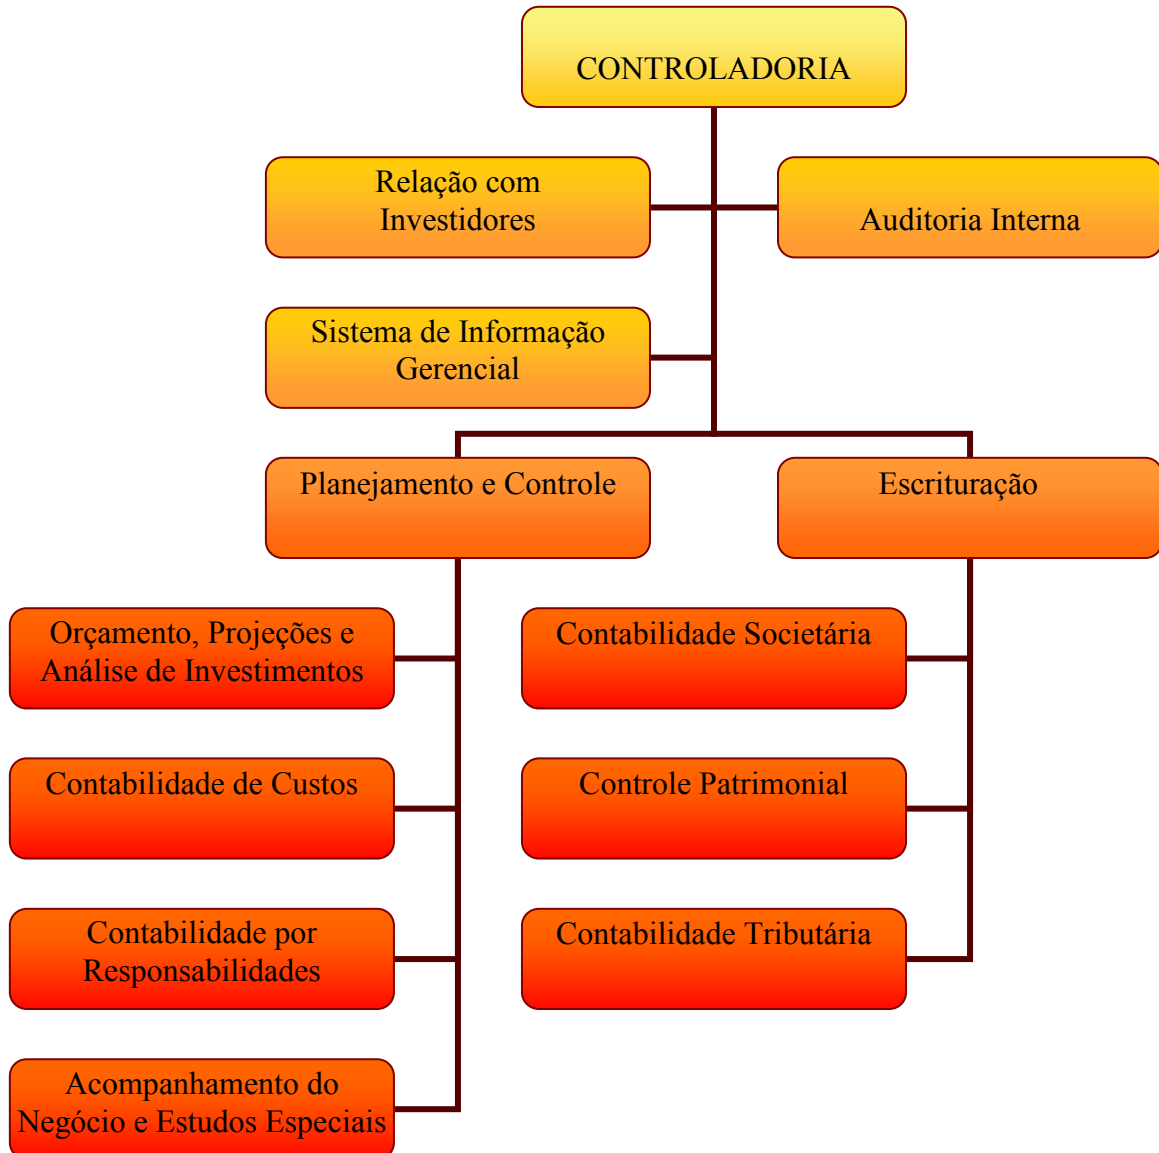 CONTROLADORIA
Relação com
Investidores
Auditoria Interna
Sistema de Informação
Gerencial
Planejamento e Controle
Escrituração
Orçamento, Projeções e
Análise de Investimentos
Contabilidade Societária
Contabilidade de Custos
Controle Patrimonial
Contabilidade por
Responsabilidades
Contabilidade Tributária
Acompanhamento do
Negócio e Estudos Especiais